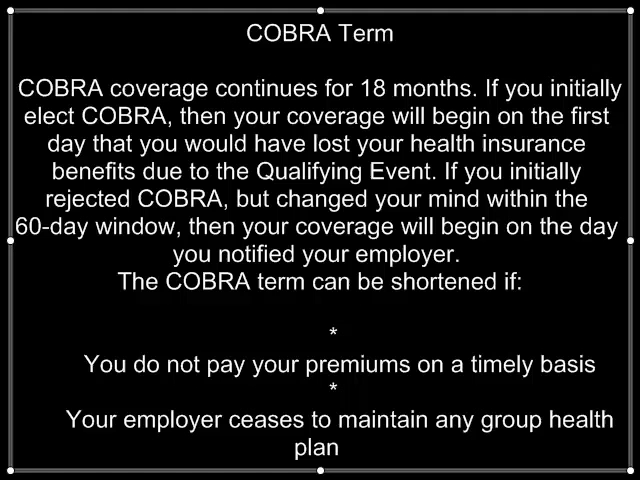 COBRA Term
COBRA coverage continues for 18 months. If you initially
elect COBRA, then your coverage will begin on the first
day that you would have lost your health insurance
benefits due to the Qualifying Event. If you initially
rejected COBRA, but changed your mind within the
60-day window, then your coverage will begin on the day
you notified your employer.
The COBRA term can be shortened if:
*
You do not pay your premiums on a timely basis
*
Your employer ceases to maintain any group health
plan